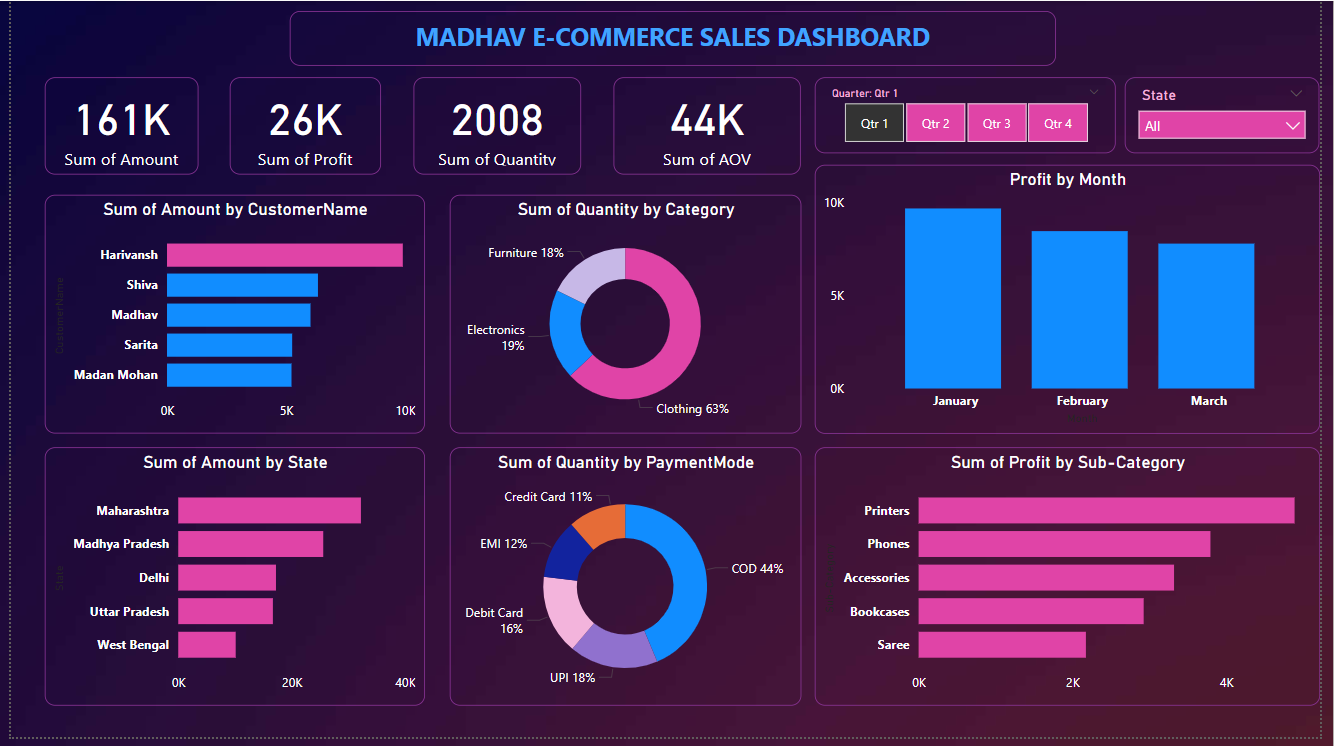 MADHAV E-COMMERCE SALES DASHBOARD
161K
Sum of Amount
26K
Sum of Profit
2008
Sum of Quantity
44K
Sum of AOV
Quarter: Qtr 1
Qtr 1
Qtr 2
Qtr 3
Qtr 4
State
All
Sum of Amount by CustomerName
CustomerName
Harivansh
Shiva
Madhav
Sarita
Madan Mohan
0K
5K
10K
Sum of Quantity by Category
Furniture 18%
Electronics
19%
Clothing 63%
Profit by Month
10K
5K
0K
January
February
March
Sum of Amount by State
State
Maharashtra
Madhya Pradesh
Delhi
Uttar Pradesh
West Bengal
0K
20K
40K
Sum of Quantity by PaymentMode
Credit Card 11%
EMI 12%
COD 44%
Debit Card
16%
UPI 18%
Sum of Profit by Sub-Category
Printers
Phones
Accessories
Bookcases
Saree
0K
2K
4K